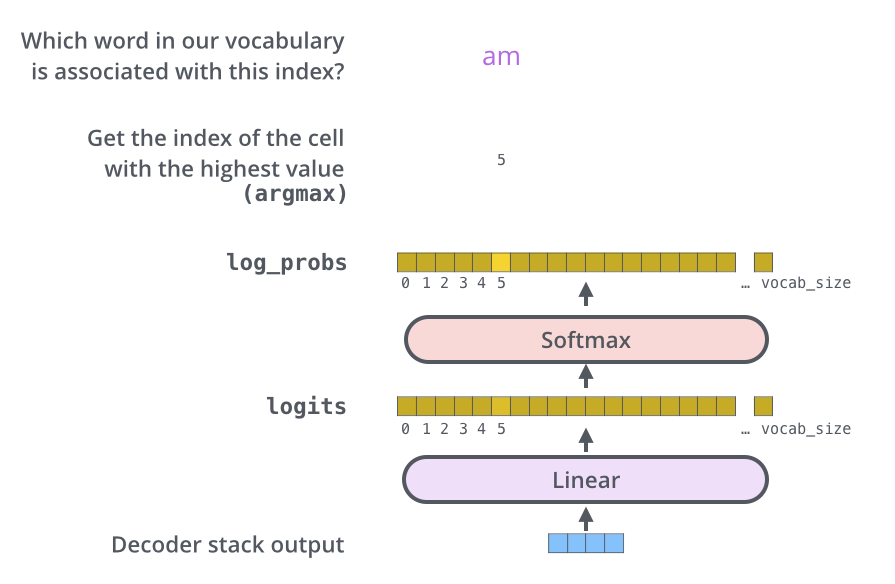 Which word in our vocabulary
is associated with this index?
am
Get the index of the cell
with the highest value
(argmax)
5
log_probs
0 1 2 3 4 5 … vocab_size
Softmax
logits
0 1 2 3 4 5 … vocab_size
Linear
Decoder stack output